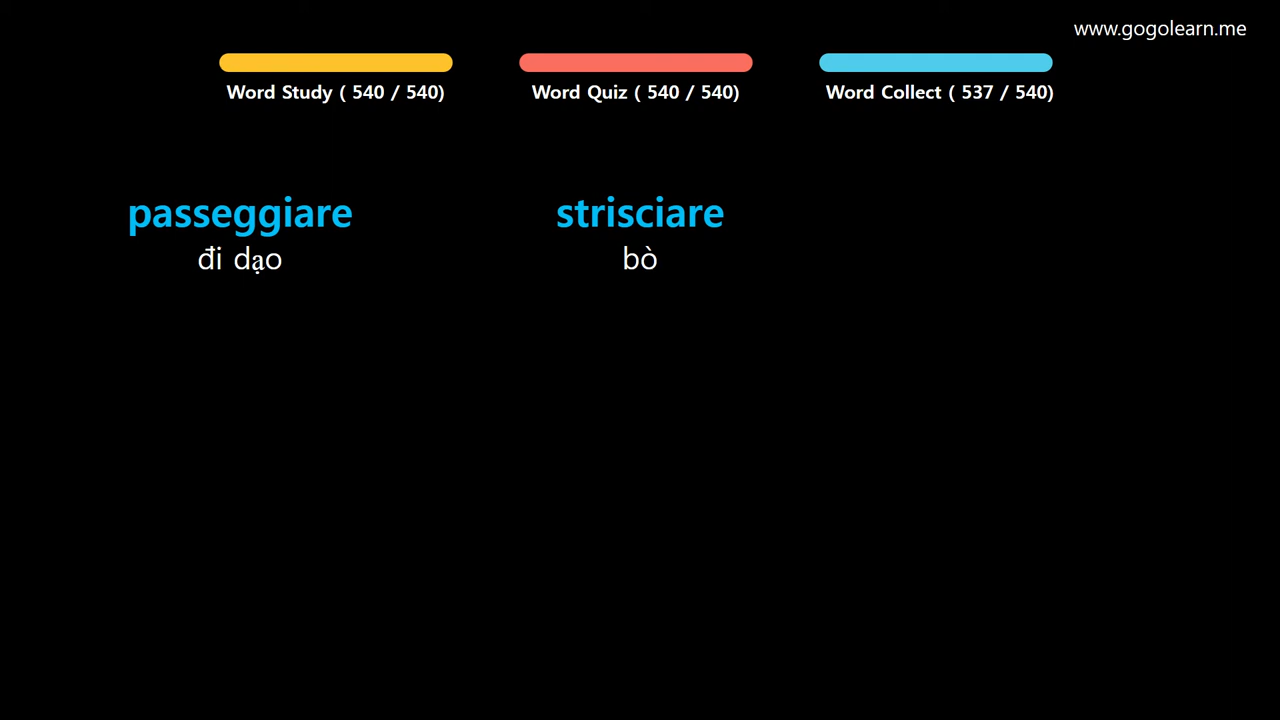 www.gogolearn.me
Word Study ( 540 / 540)
Word Quiz ( 540 / 540)
Word Collect ( 537 / 540)
passeggiare
đi dạo
strisciare
bò